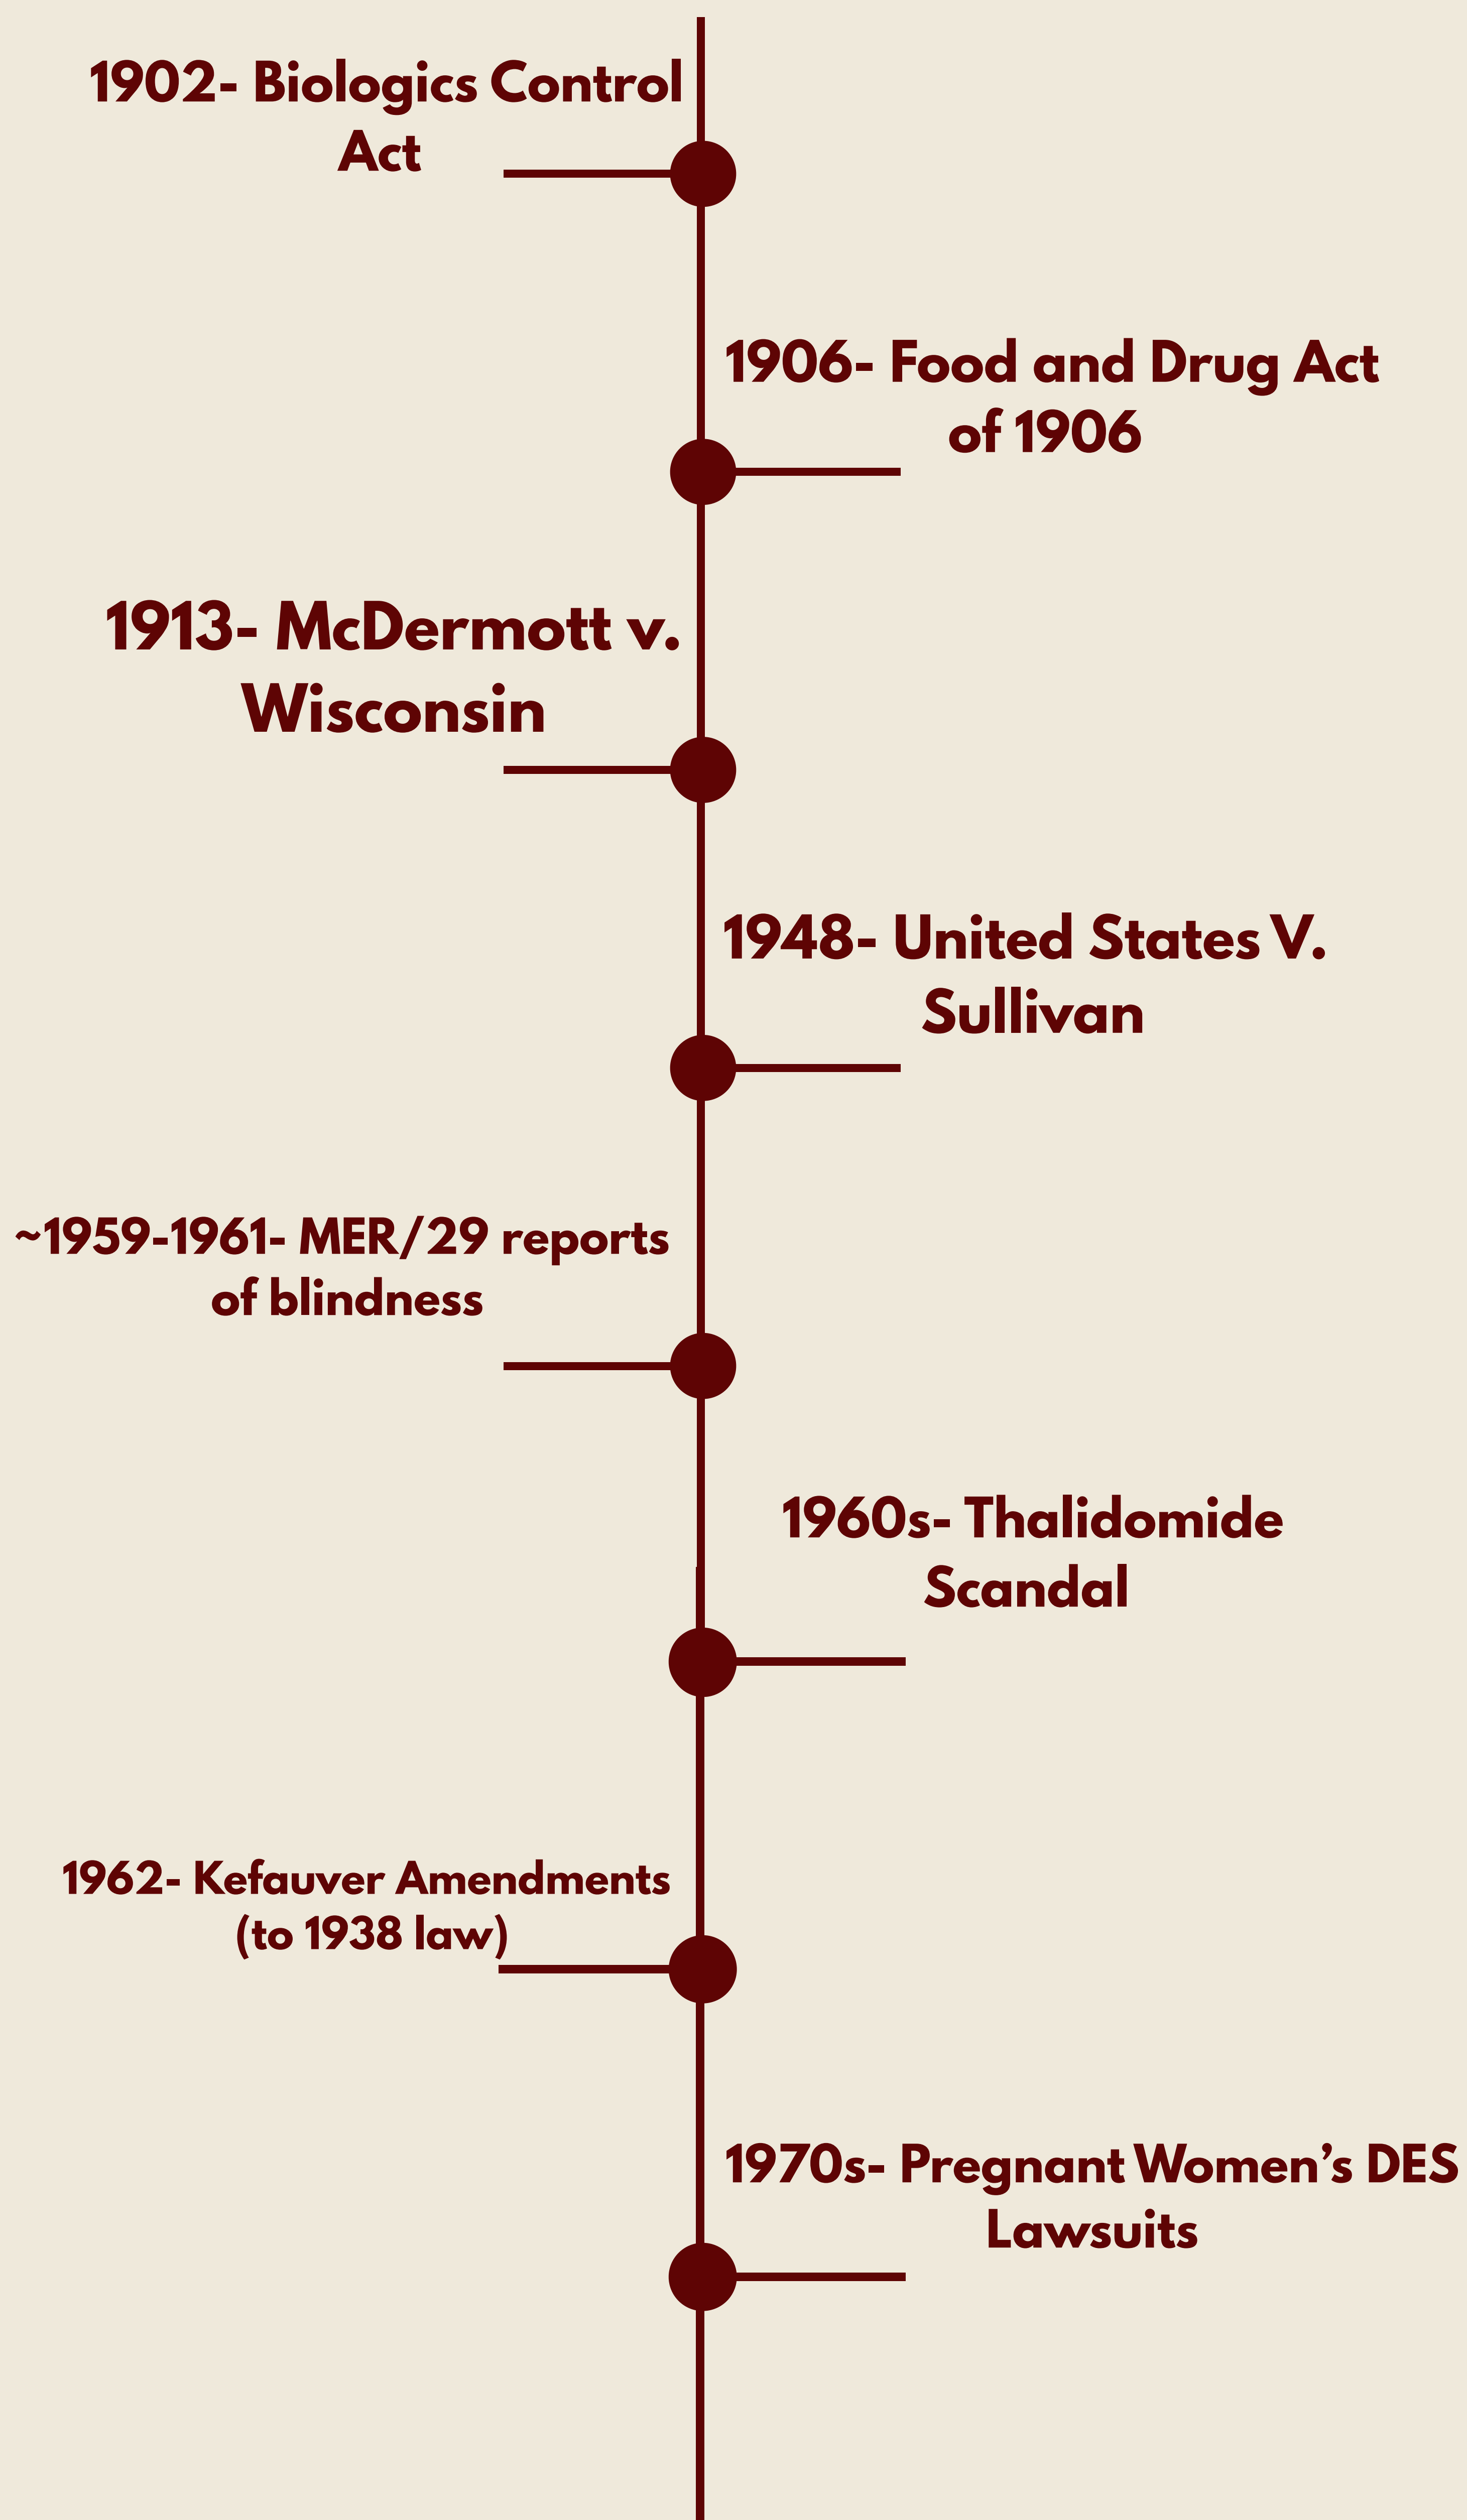 1902- Biologics Control
Act
1906- Food and Drug Act
of 1906
1913- McDermott v.
Wisconsin
1948- United States V.
Sullivan
~1959-1961- MER/29 reports
of blindness
1960s- Thalidomide
Scandal
1962- Kefauver Amendments
(to 1938 law)
1970s- Pregnant Women’s DES
Lawsuits